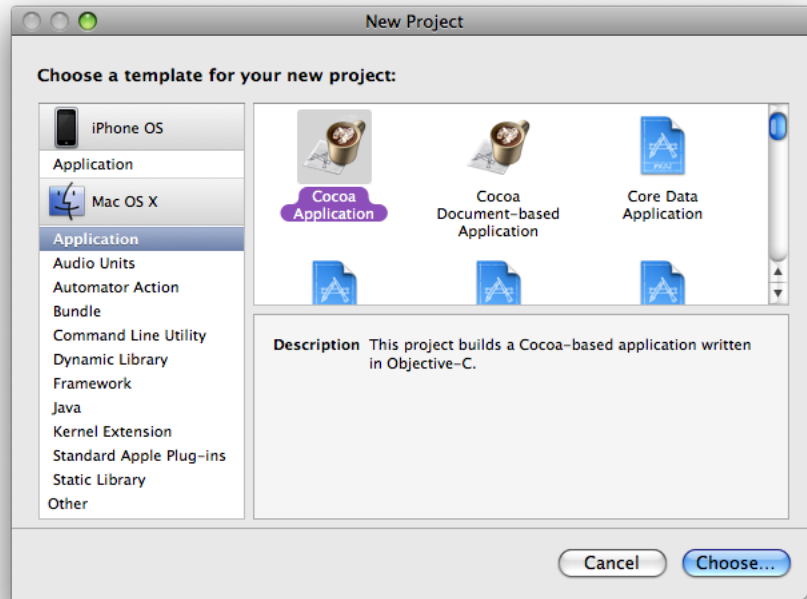 New Project
Choose a template for your new project:
iPhone OS
Application
Mac OS X
Application
Audio Units
Automator Action
Bundle
Command Line Utility
Dynamic Library
Framework
Java
Kernel Extension
Standard Apple Plug-ins
Static Library
Other
Cocoa
Application
Cocoa
Document-based
Application
Core Data
Application
Description This project builds a Cocoa-based application written
in Objective-C.
Cancel
Choose...